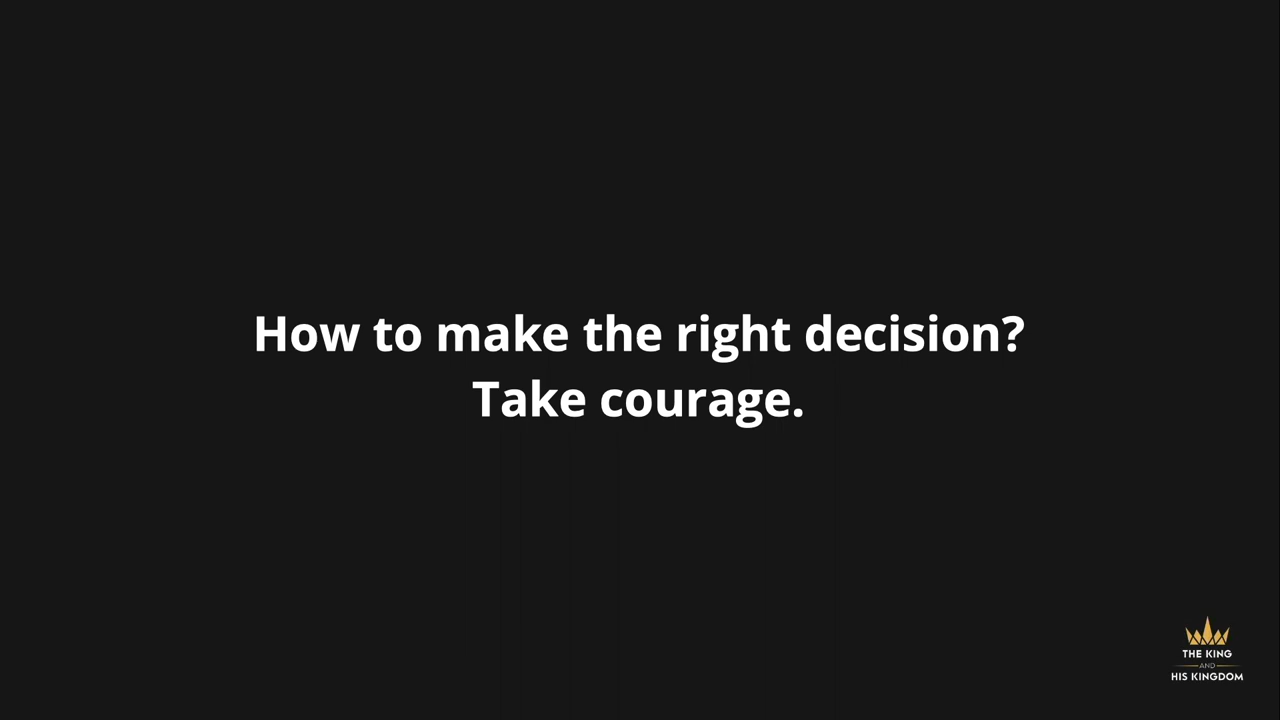 How to make the right decision?
Take courage.
THE KING
AND
HIS KINGDOM